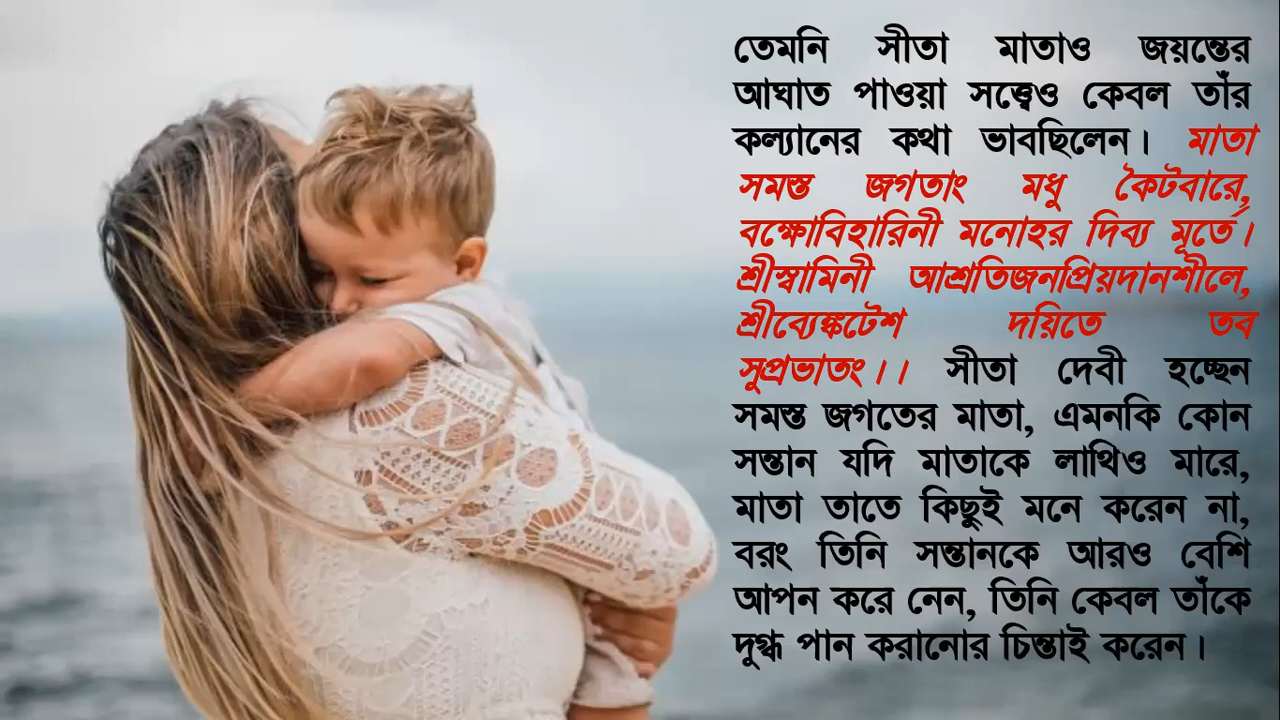 তেমনি সীতা মাতাও জয়ন্তের
আঘাত পাওয়া সত্ত্বেও কেবল তাঁর
কল্যানের কথা ভাবছিলেন। মাতা
সমস্ত জগতাং মধু কৈটবারে,
বক্ষোবিহারিনী মনোহর দিব্য মূর্তে।
শ্রীস্বামিনী আশ্রতিজনপ্রিয়দানশীলে,
শ্রীব্যেঙ্কটেশ দয়িতে তব
সুপ্রভাতং।। সীতা দেবী হচ্ছেন
সমস্ত জগতের মাতা, এমনকি কোন
সন্তান যদি মাতাকে লাথিও মারে,
মাতা তাতে কিছুই মনে করেন না,
বরং তিনি সন্তানকে আরও বেশি
আপন করে নেন, তিনি কেবল তাঁকে
দুগ্ধ পান করানোর চিন্তাই করেন।